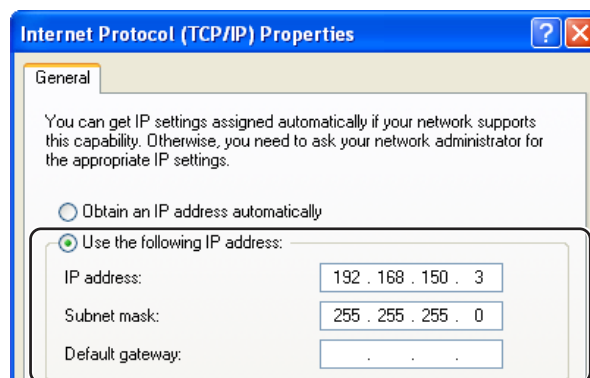 Internet Protocol (TCP/IP) Properties
General
You can get IP settings assigned automatically if your network supports
this capability. Otherwise, you need to ask your network administrator for
the appropriate IP settings.
Obtain an IP address automatically
Use the following IP address:
IP address: 192 . 168 . 150 . 3
Subnet mask: 255 . 255 . 255 . 0
Default gateway: . . .